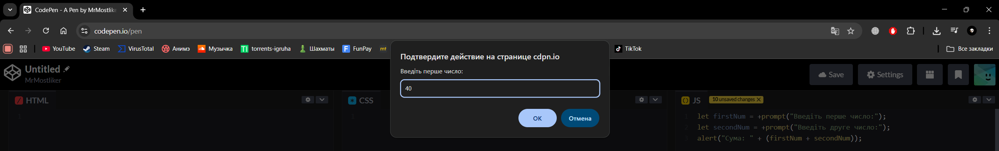 CodePen - A Pen by MrMostlike
codepen.io/pen
YouTube Steam VirusTotal Анимэ Музычка torrents-igruha Шахматы FunPay mt TikTok Все закладки
Подтвердите действие на странице cdpn.io
Введіть перше число:
40
OK Отмена
Untitled
MrMostliker
Save Settings
HTML
1
CSS
1
JS 10 unsaved changes
1 let firstNum = +prompt("Введіть перше число:");
2 let secondNum = +prompt("Введіть друге число:");
3 alert("Сума: " + (firstNum + secondNum));